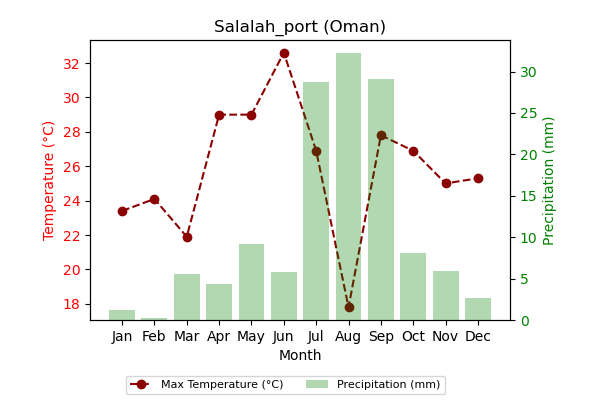 Salalah_port (Oman)
Temperature (°C)
32
30
28
26
24
22
20
18
30
25
20
15
10
5
0
Precipitation (mm)
Jan Feb Mar Apr May Jun Jul Aug Sep Oct Nov Dec
Month
Max Temperature (°C) Precipitation (mm)